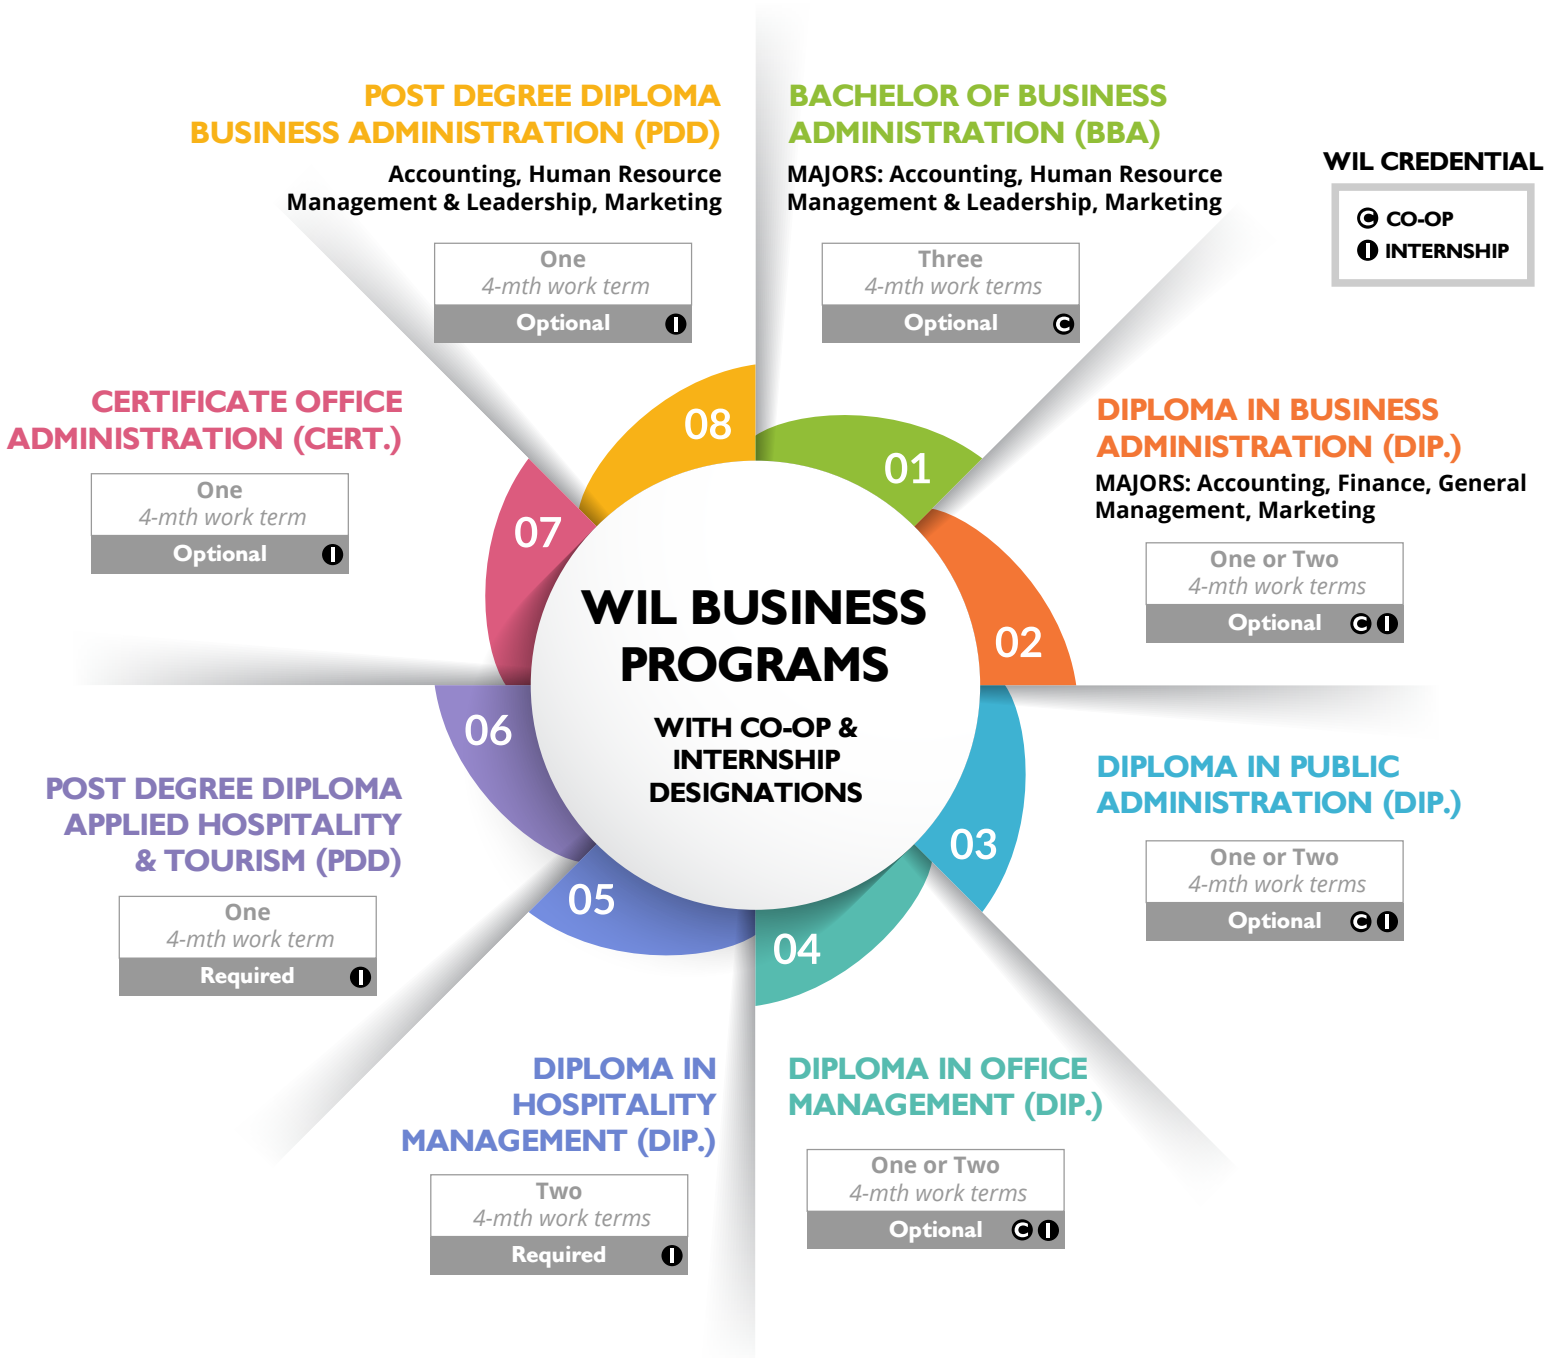 POST DEGREE DIPLOMA
BUSINESS ADMINISTRATION (PDD)
Accounting, Human Resource
Management & Leadership, Marketing
One
4-mth work term
Optional I
08
BACHELOR OF BUSINESS
ADMINISTRATION (BBA)
MAJORS: Accounting, Human Resource
Management & Leadership, Marketing
Three
4-mth work terms
Optional C
01
WIL CREDENTIAL
C CO-OP
I INTERNSHIP
DIPLOMA IN BUSINESS
ADMINISTRATION (DIP.)
MAJORS: Accounting, Finance, General
Management, Marketing
One or Two
4-mth work terms
Optional C I
02
DIPLOMA IN PUBLIC
ADMINISTRATION (DIP.)
One or Two
4-mth work terms
Optional C I
03
DIPLOMA IN OFFICE
MANAGEMENT (DIP.)
One or Two
4-mth work terms
Optional C I
04
DIPLOMA IN
HOSPITALITY
MANAGEMENT (DIP.)
Two
4-mth work terms
Required I
05
POST DEGREE DIPLOMA
APPLIED HOSPITALITY
& TOURISM (PDD)
One
4-mth work term
Required I
06
CERTIFICATE OFFICE
ADMINISTRATION (CERT.)
One
4-mth work term
Optional I
07
WIL BUSINESS
PROGRAMS
WITH CO-OP &
INTERNSHIP
DESIGNATIONS